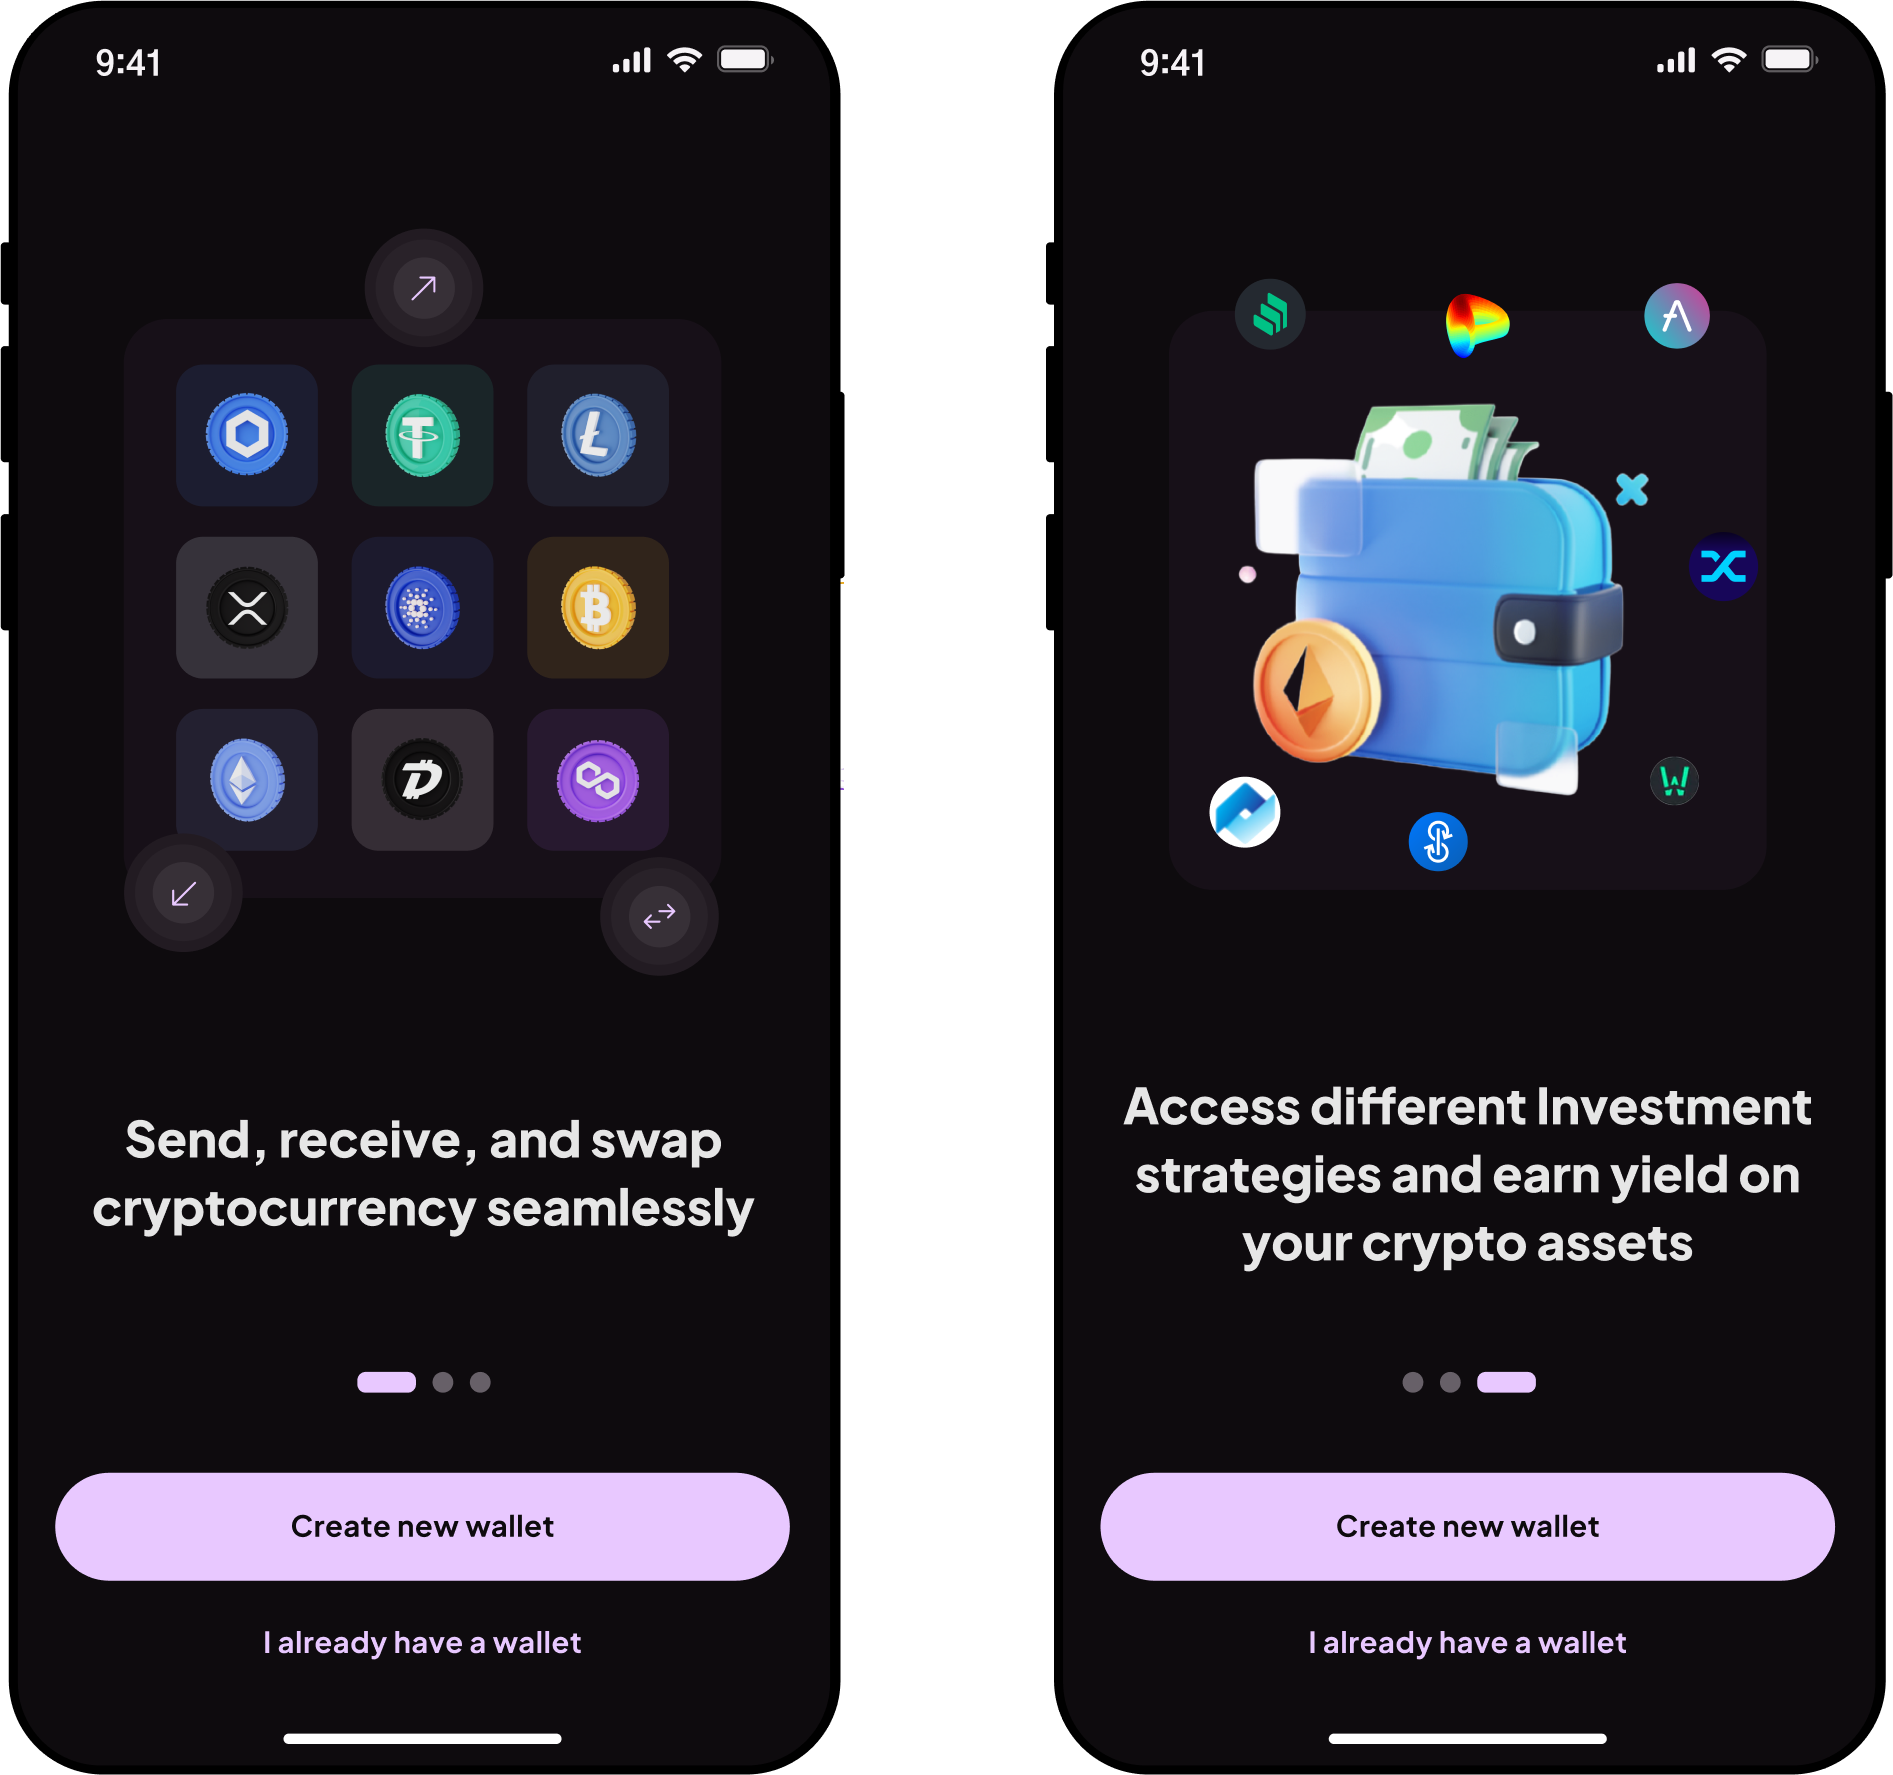 9:41
Send, receive, and swap
cryptocurrency seamlessly
Create new wallet
I already have a wallet
9:41
Access different Investment
strategies and earn yield on
your crypto assets
Create new wallet
I already have a wallet